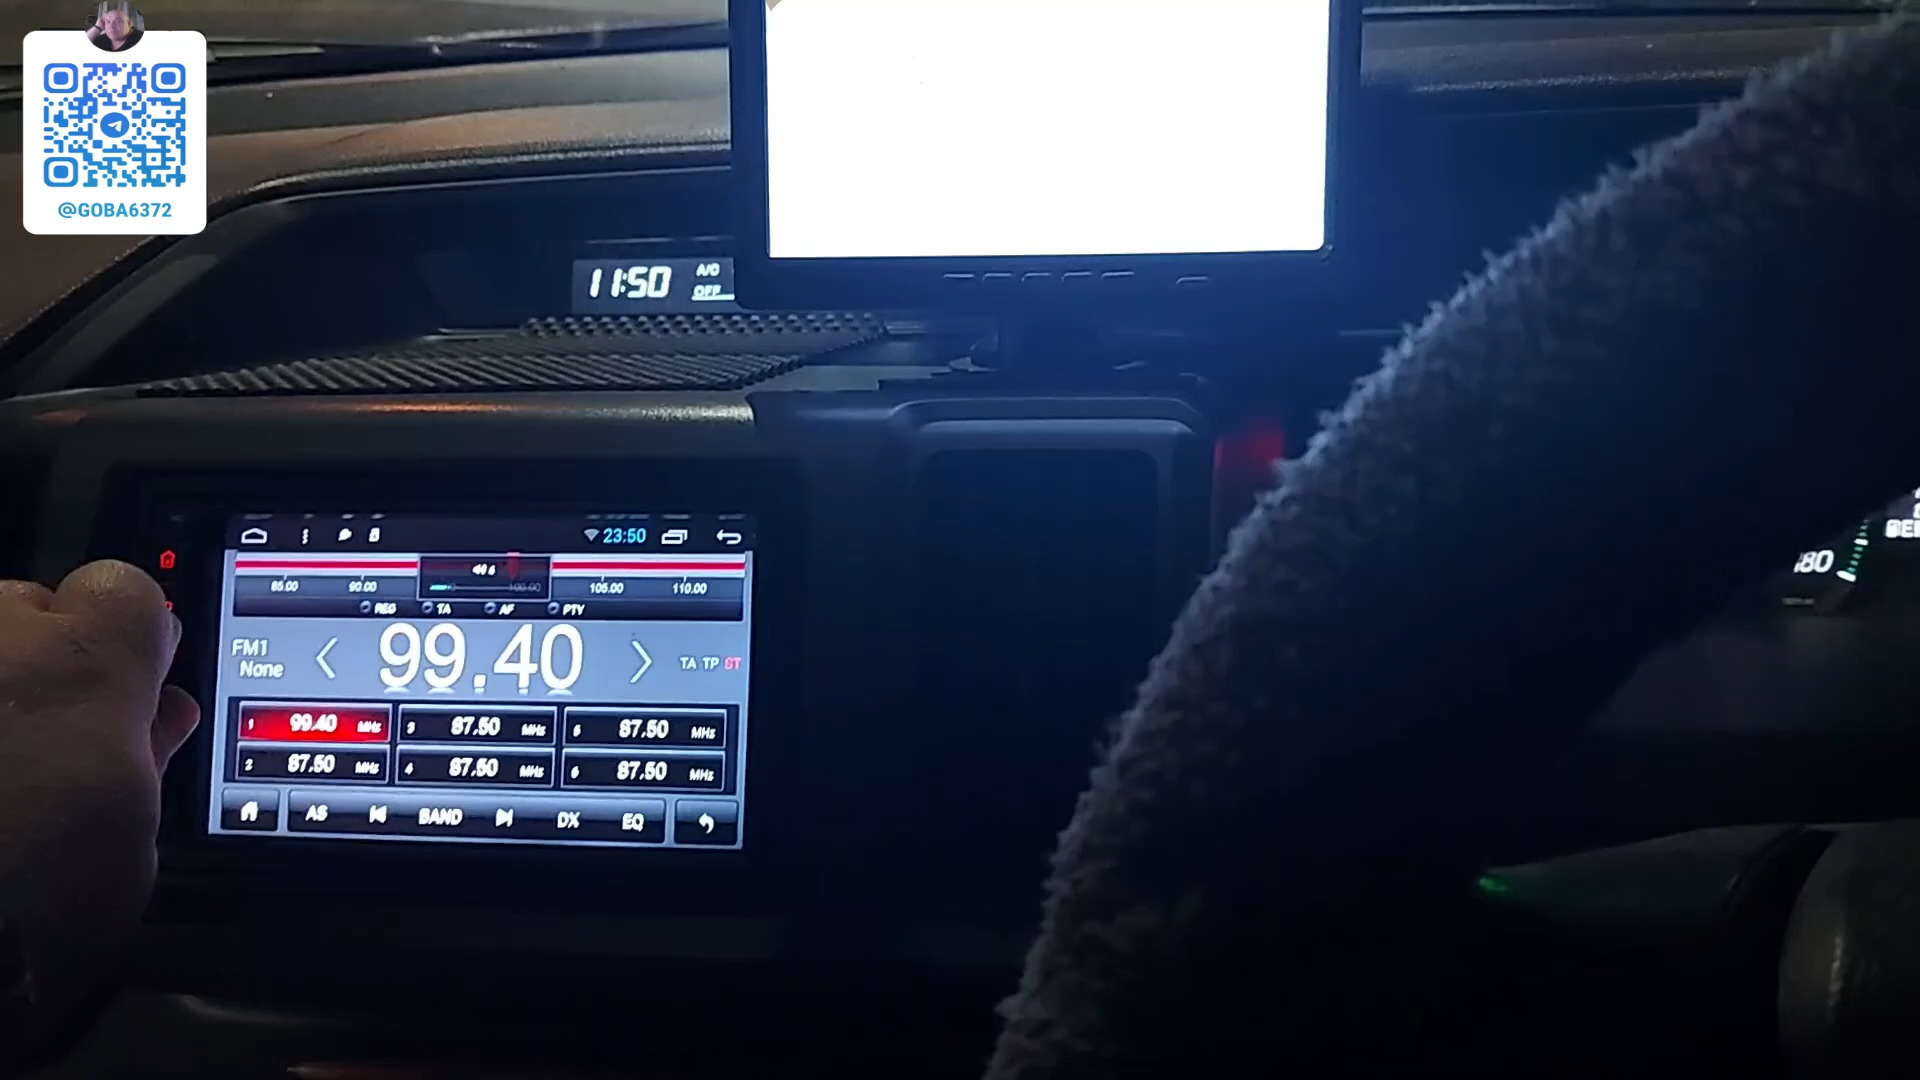 @GOBA6372
11:50
A/C
OFF
23:50
85.00 90.00 100.00 105.00 110.00
REG TA AF PTY
FM1
None
99.40
TA TP ST
1 99.40 MHz 3 87.50 MHz 5 87.50 MHz
2 87.50 MHz 4 87.50 MHz 6 87.50 MHz
AS BAND DX EQ